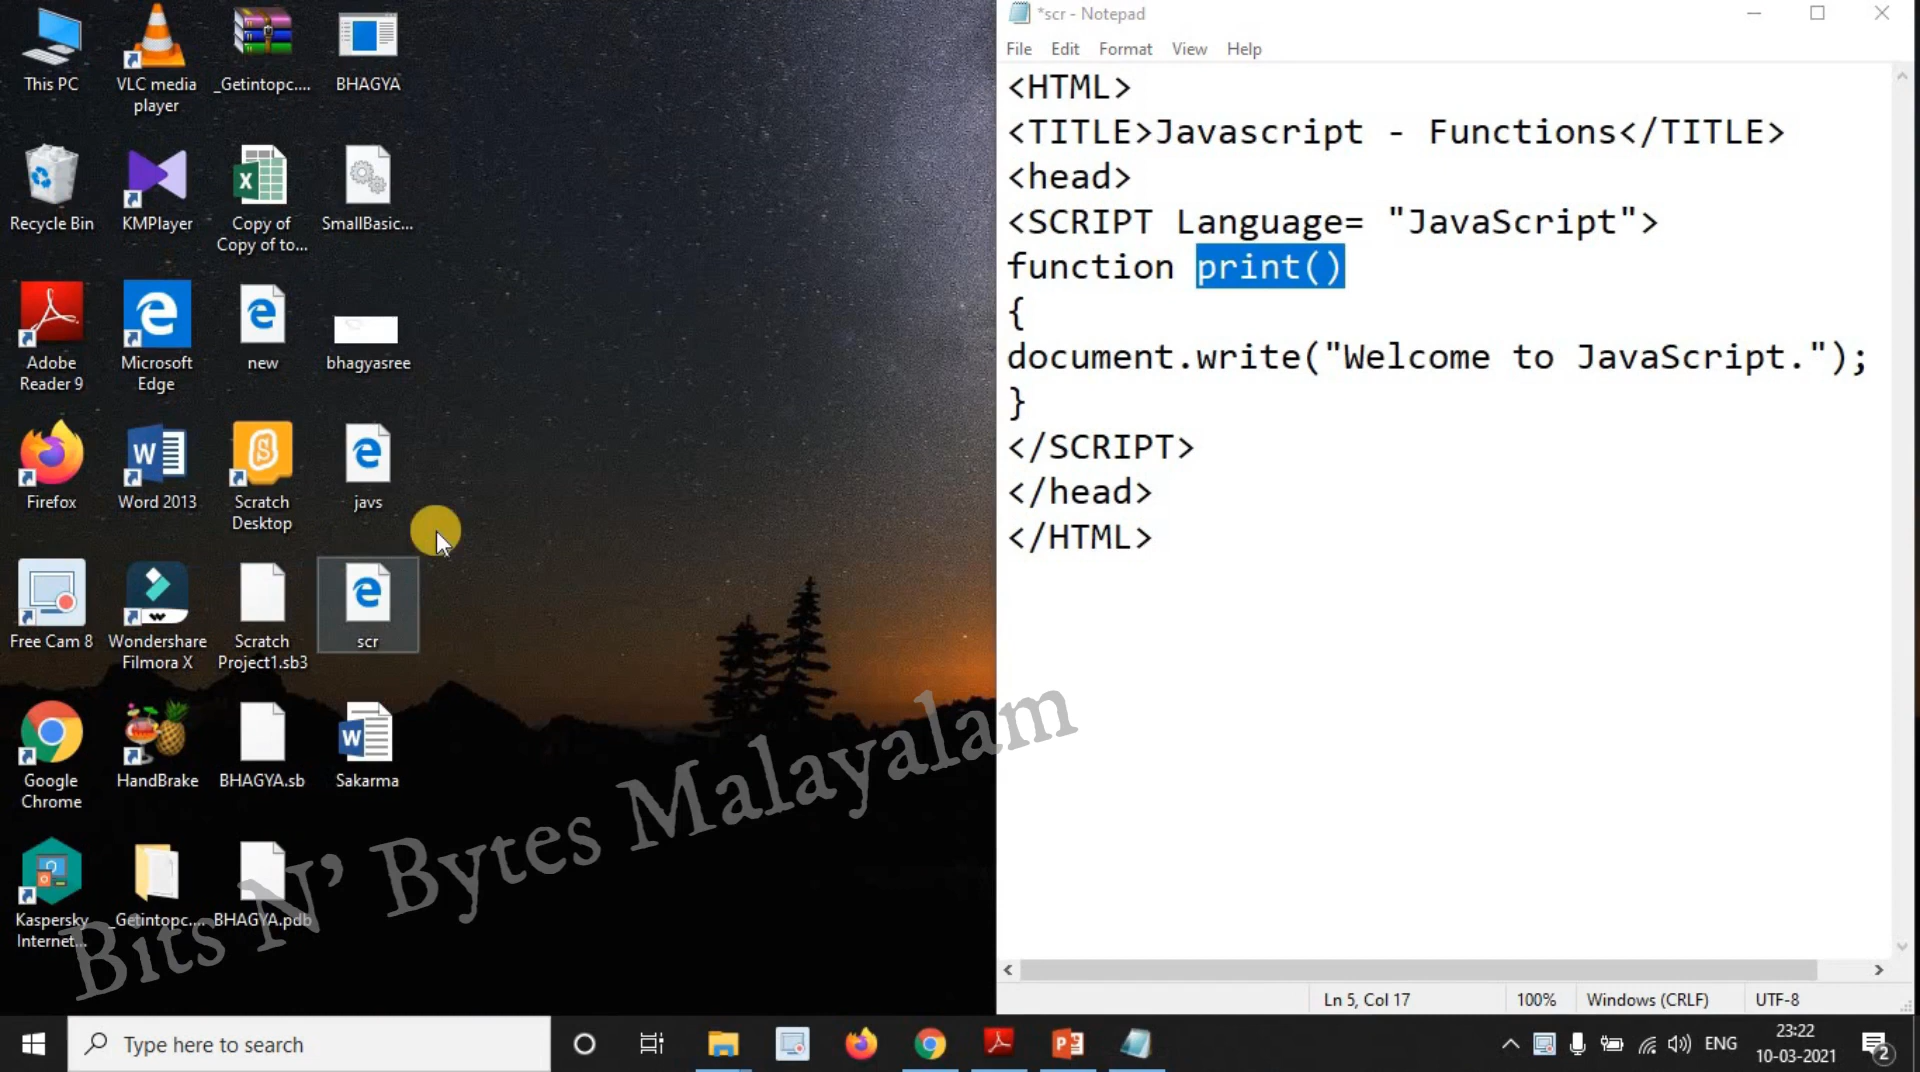 This PC
VLC media
player
_Getintopc....
BHAGYA
Recycle Bin
KMPlayer
Copy of
Copy of to...
SmallBasic...
Adobe
Reader 9
Microsoft
Edge
new
bhagyasree
Firefox
Word 2013
Scratch
Desktop
javs
Free Cam 8
Wondershare
Filmora X
Scratch
Project1.sb3
scr
Google
Chrome
HandBrake
BHAGYA.sb
Sakarma
Kaspersky
Internet...
_Getintopc....
BHAGYA.pdb
Bits N' Bytes Malayalam
*scr - Notepad
File Edit Format View Help
<HTML>
<TITLE>Javascript - Functions</TITLE>
<head>
<SCRIPT Language= "JavaScript">
function print()
{
document.write("Welcome to JavaScript.");
}
</SCRIPT>
</head>
</HTML>
Ln 5, Col 17 100% Windows (CRLF) UTF-8
Type here to search
ENG
23:22
10-03-2021
2